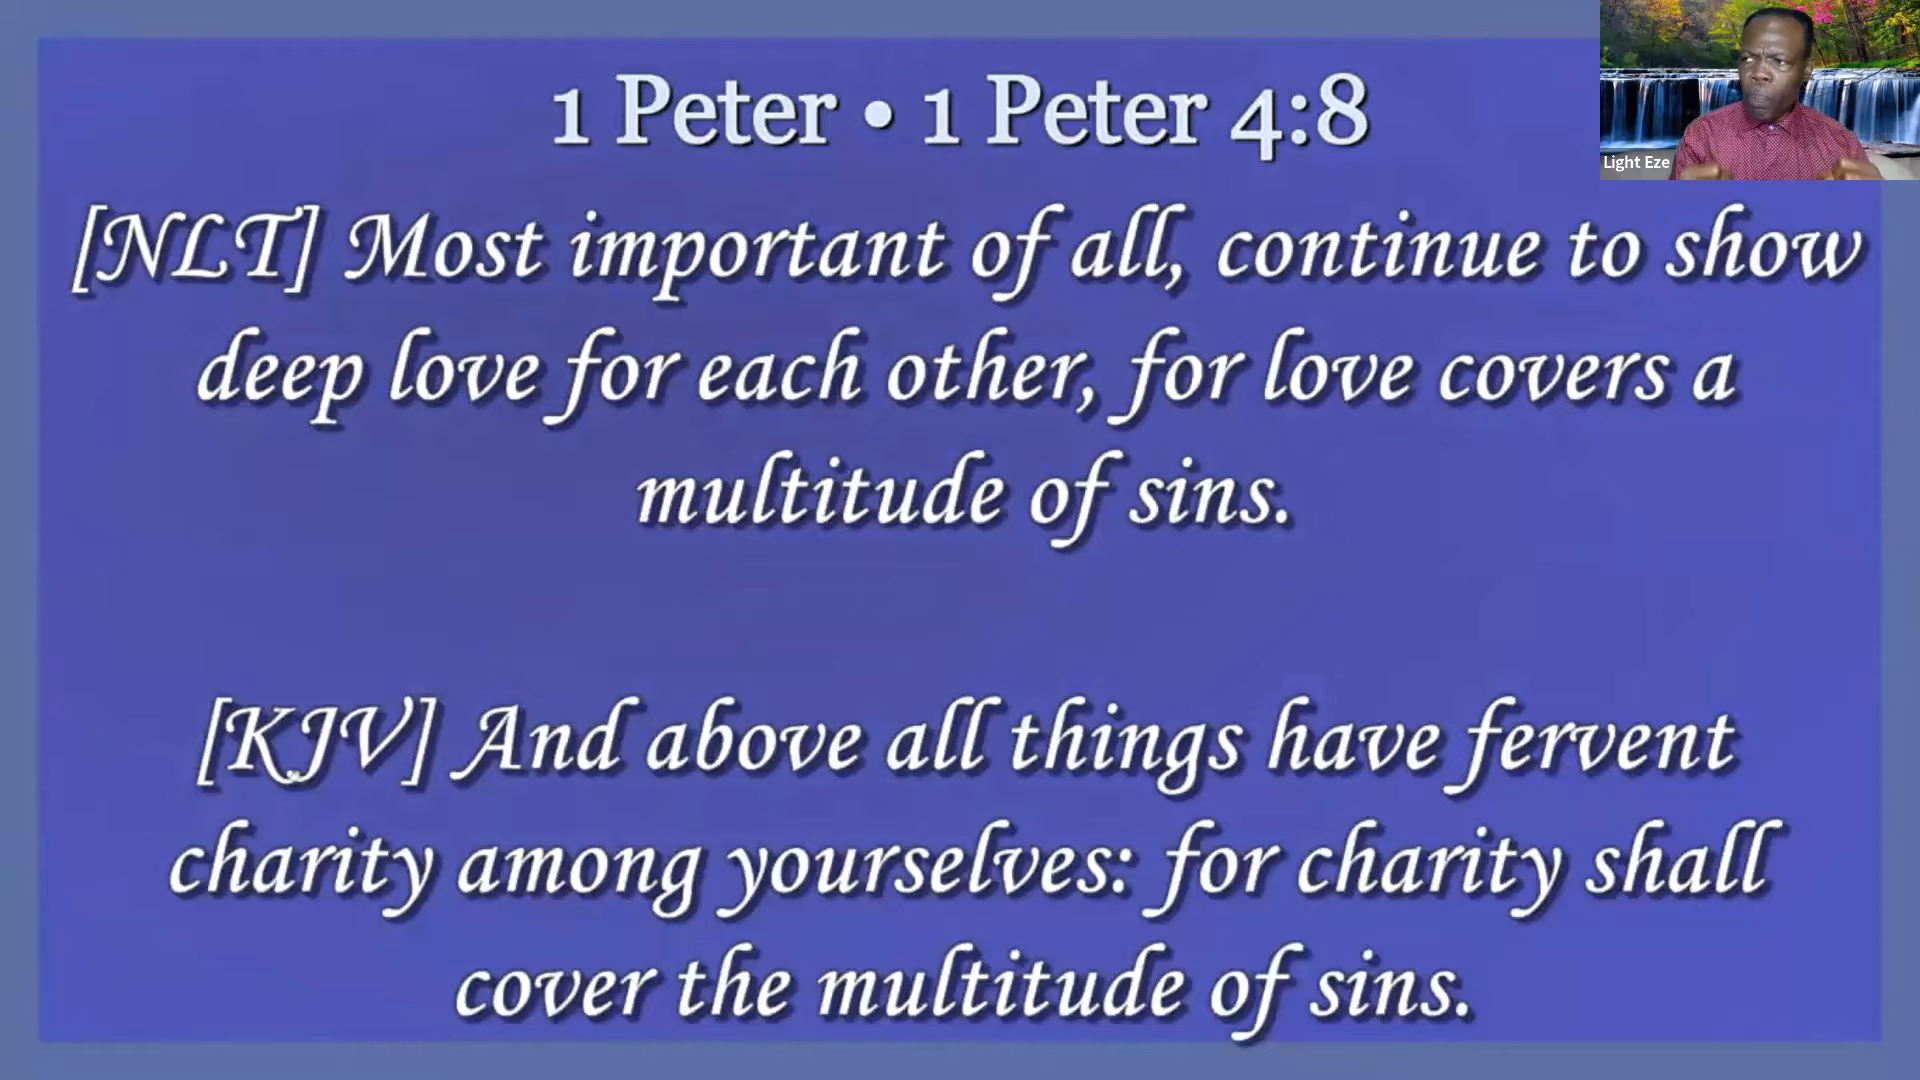 1 Peter • 1 Peter 4:8
Light Eze
[NLT] Most important of all, continue to show
deep love for each other, for love covers a
multitude of sins.
[KJV] And above all things have fervent
charity among yourselves: for charity shall
cover the multitude of sins.